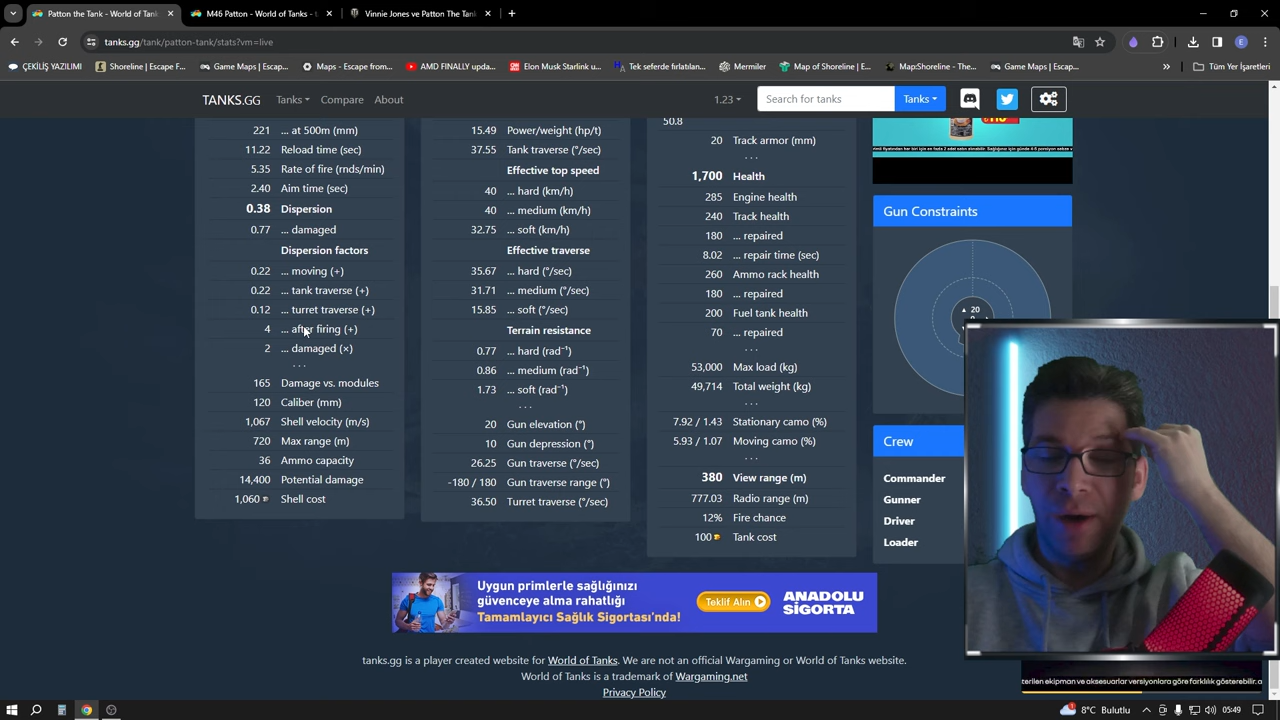 Patton the Tank - World of Tanks
M46 Patton - World of Tanks - t
Vinnie Jones ve Patton The Tan
tanks.gg/tank/patton-tank/stats?vm=live
ÇEKİLİŞ YAZILIMI
Shoreline | Escape F...
Game Maps | Escap...
Maps - Escape from...
AMD FINALLY upda...
Elon Musk Starlink u...
Tek seferde fırlatılan...
Mermiler
Map of Shoreline | E...
Map:Shoreline - The...
Game Maps | Escap...
Tüm Yer İşaretleri
TANKS.GG
Tanks
Compare
About
1.23
Search for tanks
Tanks
221 ... at 500m (mm)
11.22 Reload time (sec)
5.35 Rate of fire (rnds/min)
2.40 Aim time (sec)
0.38 Dispersion
0.77 ... damaged
Dispersion factors
0.22 ... moving (+)
0.22 ... tank traverse (+)
0.12 ... turret traverse (+)
4 ... after firing (+)
2 ... damaged (×)
...
165 Damage vs. modules
120 Caliber (mm)
1,067 Shell velocity (m/s)
720 Max range (m)
36 Ammo capacity
14,400 Potential damage
1,060 Shell cost
15.49 Power/weight (hp/t)
37.55 Tank traverse (°/sec)
Effective top speed
40 ... hard (km/h)
40 ... medium (km/h)
32.75 ... soft (km/h)
Effective traverse
35.67 ... hard (°/sec)
31.71 ... medium (°/sec)
15.85 ... soft (°/sec)
Terrain resistance
0.77 ... hard (rad⁻¹)
0.86 ... medium (rad⁻¹)
1.73 ... soft (rad⁻¹)
...
20 Gun elevation (°)
10 Gun depression (°)
26.25 Gun traverse (°/sec)
-180 / 180 Gun traverse range (°)
36.50 Turret traverse (°/sec)
50.8
20 Track armor (mm)
...
1,700 Health
285 Engine health
240 Track health
180 ... repaired
8.02 ... repair time (sec)
260 Ammo rack health
180 ... repaired
200 Fuel tank health
70 ... repaired
...
53,000 Max load (kg)
49,714 Total weight (kg)
...
7.92 / 1.43 Stationary camo (%)
5.93 / 1.07 Moving camo (%)
...
380 View range (m)
777.03 Radio range (m)
12% Fire chance
100 Tank cost
Gun Constraints
20
Crew
Commander
Gunner
Driver
Loader
Uygun primlerle sağlığınızı
güvenceye alma rahatlığı
Tamamlayıcı Sağlık Sigortası'nda!
Teklif Alın
ANADOLU
SİGORTA
tanks.gg is a player created website for World of Tanks. We are not an official Wargaming or World of Tanks website.
World of Tanks is a trademark of Wargaming.net
Privacy Policy
terilen ekipman ve aksesuarlar versiyonlara göre farklılık gösterebilir.
8°C Bulutlu
05:49